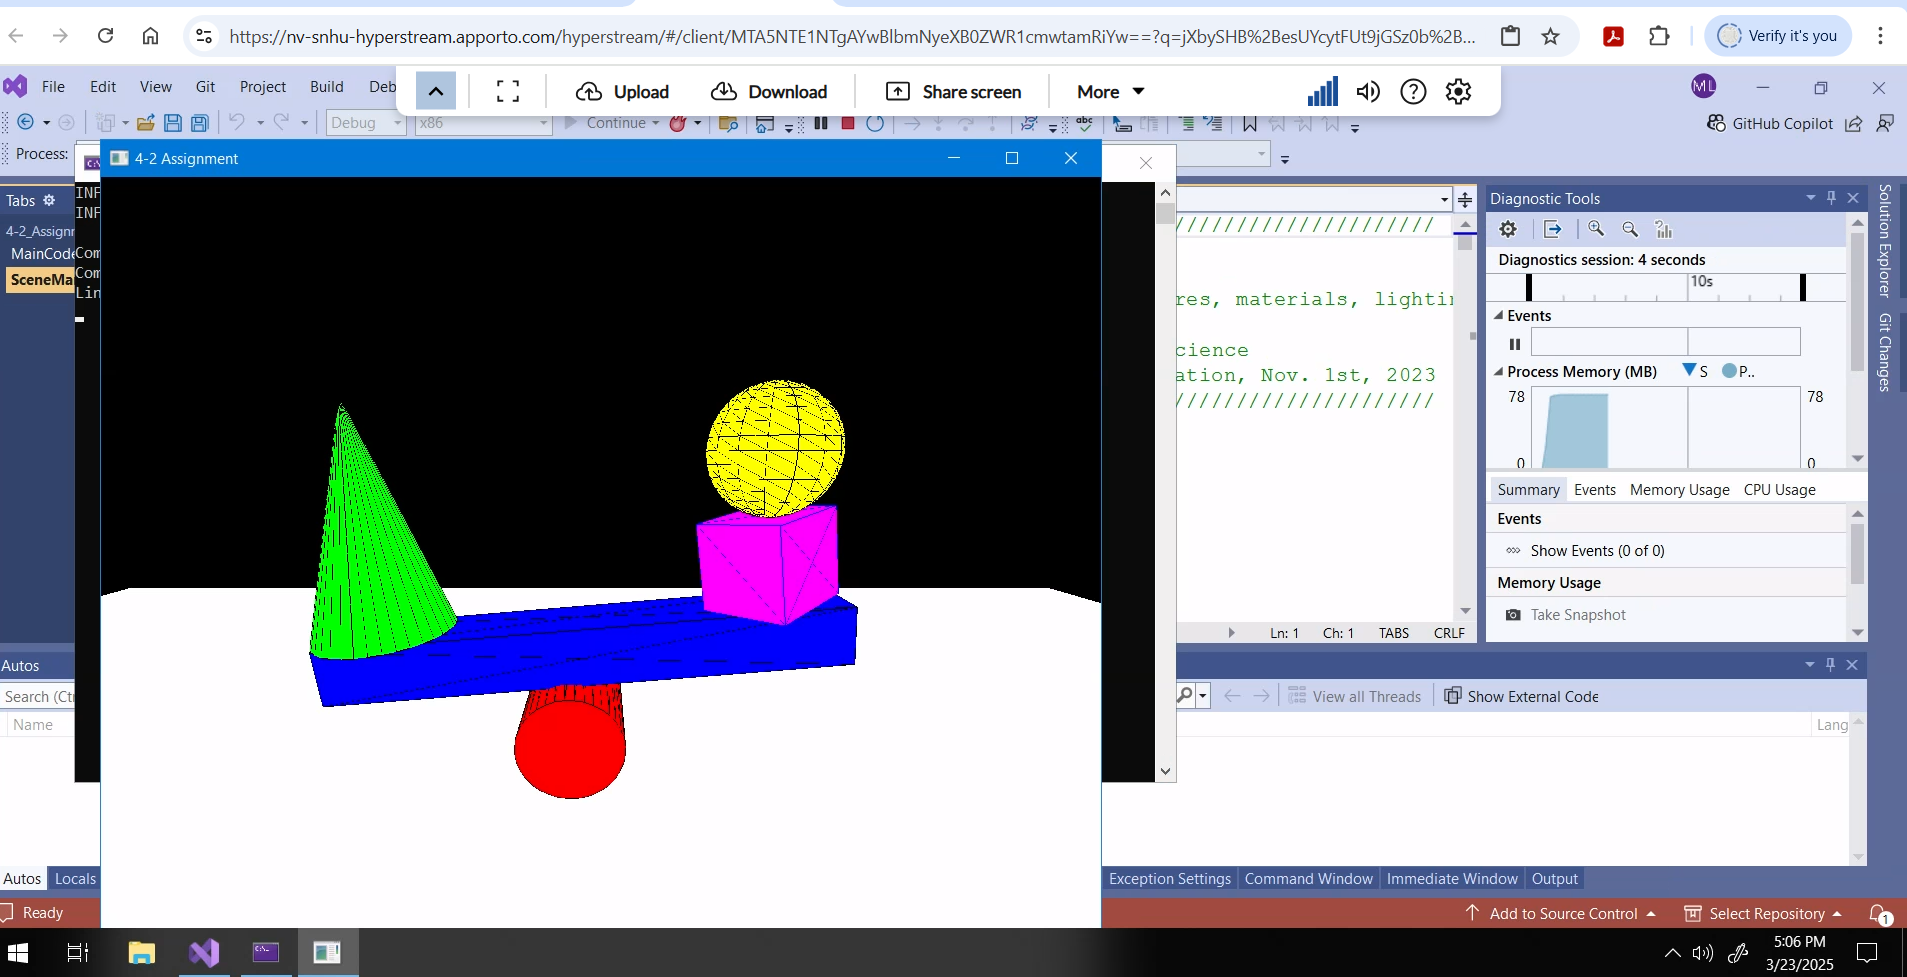 https://nv-snhu-hyperstream.apporto.com/hyperstream/#/client/MTA5NTE1NTgAYwBlbmNyeXB0ZWR1cmwtamRiYw==?q=jXbySHB%2BesUYcytFUt9jGSz0b%2B...
Verify it's you
File Edit View Git Project Build Deb
Upload Download Share screen More
ML
Debug x86 Continue
GitHub Copilot
Process:
4-2 Assignment
Tabs
INF
INF
4-2_Assignm
MainCode
SceneMa
Com
Com
Lin
/////////////////////
res, materials, lightin
cience
ation, Nov. 1st, 2023
/////////////////////
Ln: 1 Ch: 1 TABS CRLF
Diagnostic Tools
Diagnostics session: 4 seconds
10s
Events
Process Memory (MB) S P..
78 78
0 0
Summary Events Memory Usage CPU Usage
Events
Show Events (0 of 0)
Memory Usage
Take Snapshot
Solution Explorer
Git Changes
Autos
Search (Ct
Name
View all Threads Show External Code
Lang
Autos Locals
Exception Settings Command Window Immediate Window Output
Ready
Add to Source Control Select Repository 1
5:06 PM
3/23/2025